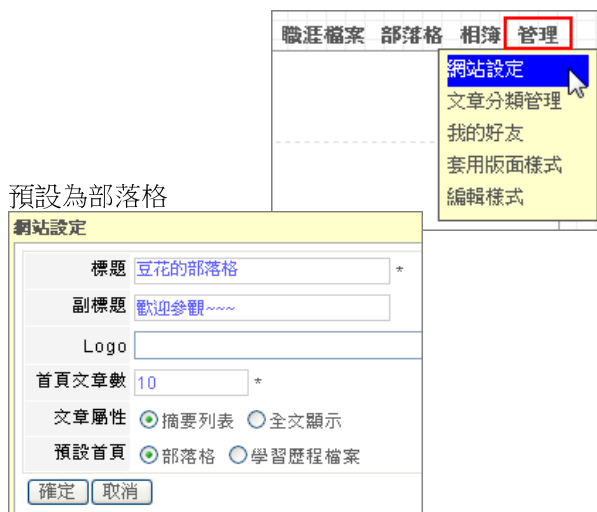 職涯檔案 部落格 相簿 管理
網站設定
文章分類管理
我的好友
套用版面樣式
編輯樣式
預設為部落格
網站設定
標題 豆花的部落格 *
副標題 歡迎參觀~~~
Logo
首頁文章數 10 *
文章屬性 摘要列表 全文顯示
預設首頁 部落格 學習歷程檔案
確定 取消